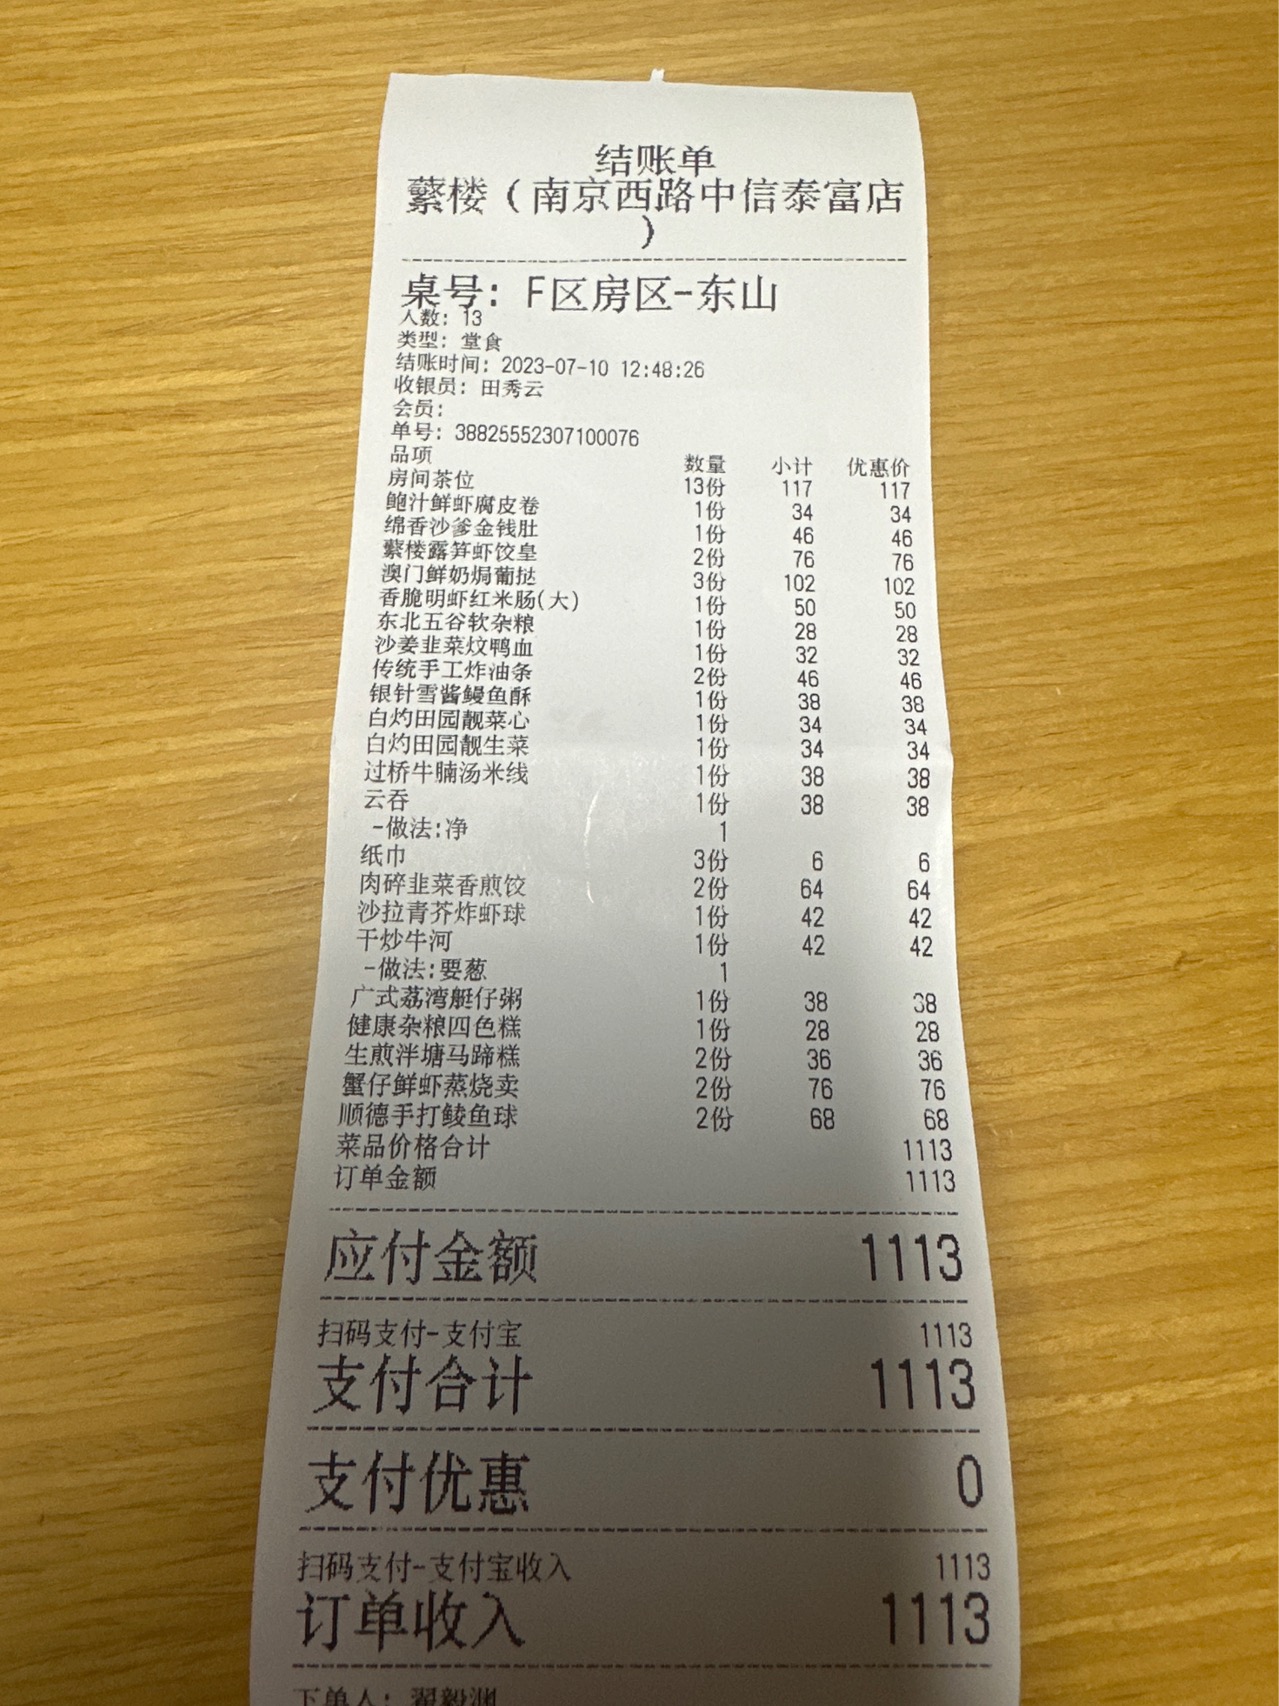 结账单
蘩楼（南京西路中信泰富店
）
桌号：F区房区-东山
人数：13
类型：堂食
结账时间：2023-07-10 12:48:26
收银员：田秀云
会员：
单号：38825552307100076
品项 数量 小计 优惠价
房间茶位 13份 117 117
鲍汁鲜虾腐皮卷 1份 34 34
绵香沙爹金钱肚 1份 46 46
蘩楼露笋虾饺皇 2份 76 76
澳门鲜奶焗葡挞 3份 102 102
香脆明虾红米肠(大) 1份 50 50
东北五谷软杂粮 1份 28 28
沙姜韭菜炆鸭血 1份 32 32
传统手工炸油条 2份 46 46
银针雪酱鳗鱼酥 1份 38 38
白灼田园靓菜心 1份 34 34
白灼田园靓生菜 1份 34 34
过桥牛腩汤米线 1份 38 38
云吞 1份 38 38
-做法:净 1
纸巾 3份 6 6
肉碎韭菜香煎饺 2份 64 64
沙拉青芥炸虾球 1份 42 42
干炒牛河 1份 42 42
-做法:要葱 1
广式荔湾艇仔粥 1份 38 38
健康杂粮四色糕 1份 28 28
生煎泮塘马蹄糕 2份 36 36
蟹仔鲜虾蒸烧卖 2份 76 76
顺德手打鲮鱼球 2份 68 68
菜品价格合计 1113
订单金额 1113
应付金额 1113
扫码支付-支付宝 1113
支付合计 1113
支付优惠 0
扫码支付-支付宝收入 1113
订单收入 1113
下单人：翟毅渊